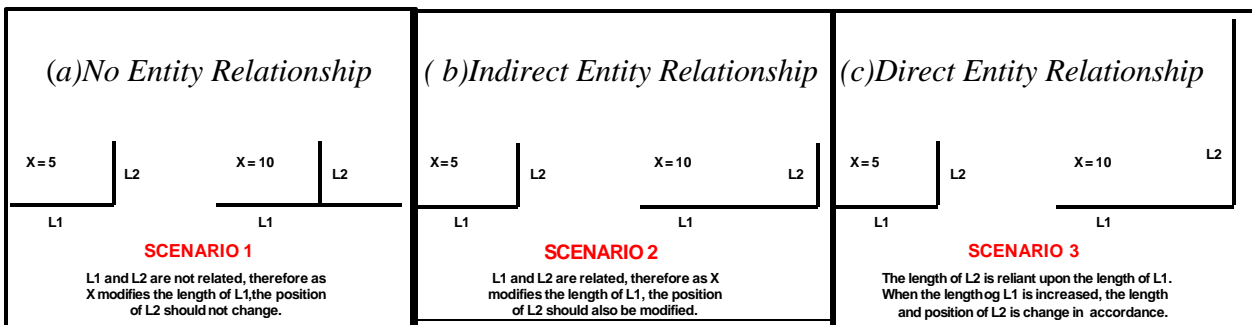 (a)No Entity Relationship
X = 5
L2
L1
X = 10
L2
L1
SCENARIO 1
L1 and L2 are not related, therefore as
X modifies the length of L1,the position
of L2 should not change.
( b)Indirect Entity Relationship
X = 5
L2
L1
X = 10
L2
L1
SCENARIO 2
L1 and L2 are related, therefore as X
modifies the length of L1, the position
of L2 should also be modified.
(c)Direct Entity Relationship
X = 5
L2
L1
X = 10
L2
L1
SCENARIO 3
The length of L2 is reliant upon the length of L1.
When the lengthog L1 is increased, the length
and position of L2 is change in accordance.